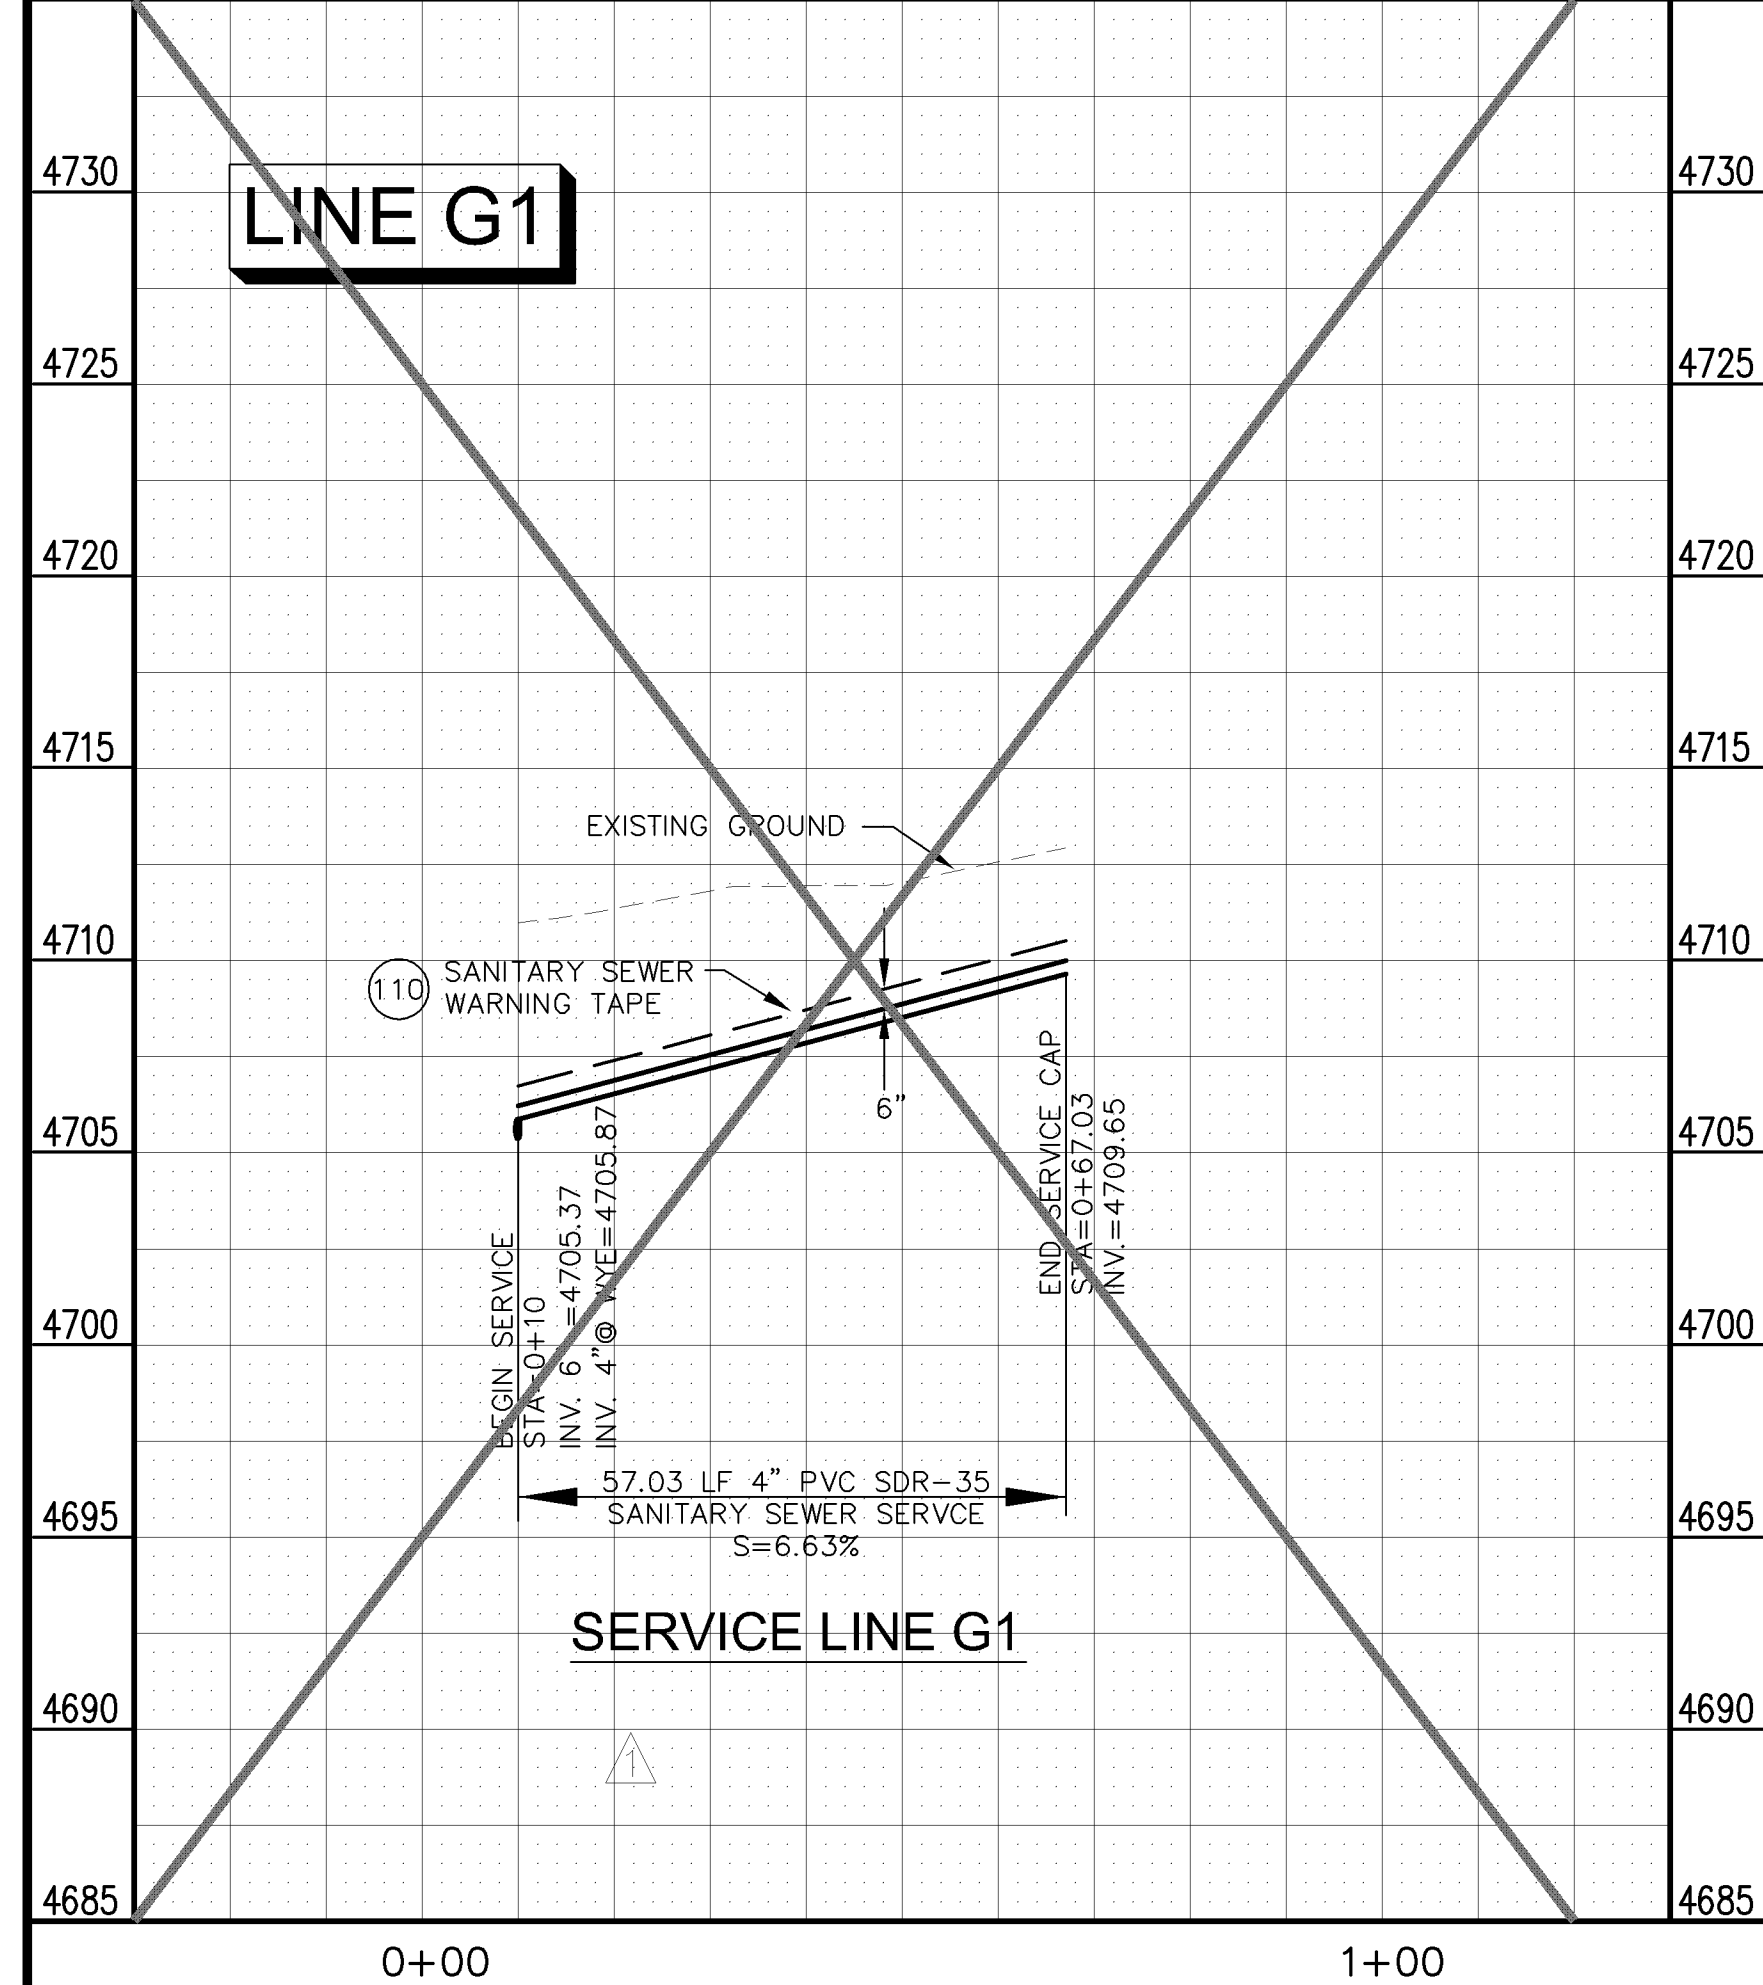 LINE G1
4730
4730
4725
4725
4720
4720
4715
4715
EXISTING GROUND
4710
4710
110
SANITARY SEWER
WARNING TAPE
6"
4705
4705
BEGIN SERVICE
STA 0+10
INV. 6 =4705.37
INV. 4"@ WYE=4705.87
END SERVICE CAP
STA=0+67.03
INV.=4709.65
4700
4700
57.03 LF 4" PVC SDR-35
SANITARY SEWER SERVCE
S=6.63%
4695
4695
SERVICE LINE G1
4690
4690
1
4685
4685
0+00
1+00